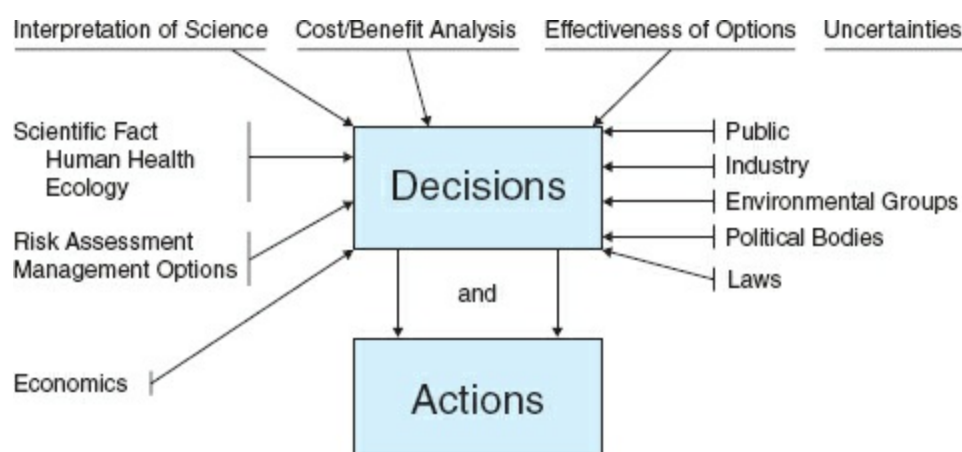 Interpretation of Science Cost/Benefit Analysis Effectiveness of Options Uncertainties
Scientific Fact
Human Health
Ecology
Risk Assessment
Management Options
Economics
Decisions
and
Actions
Public
Industry
Environmental Groups
Political Bodies
Laws